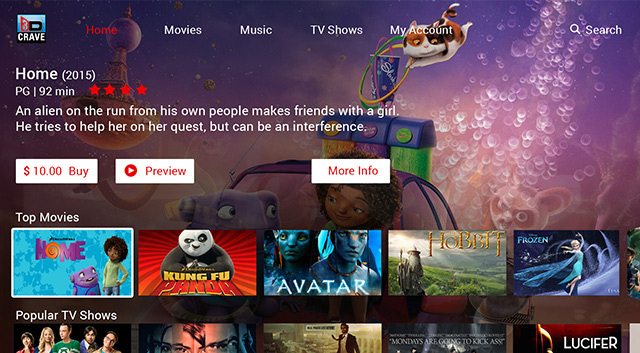 3D
CRAVE
Home
Movies
Music
TV Shows
My Account
Search
Home (2015)
PG | 92 min
An alien on the run from his own people makes friends with a girl.
He tries to help her on her quest, but can be an interference.
$ 10.00 Buy
Preview
More Info
Top Movies
HOME
KUNG FU
PANDA
AVATAR
THE HOBBIT
Disney
FROZEN
Popular TV Shows
"MONDAYS ARE GOING TO KICK ASS!"
LUCIFER